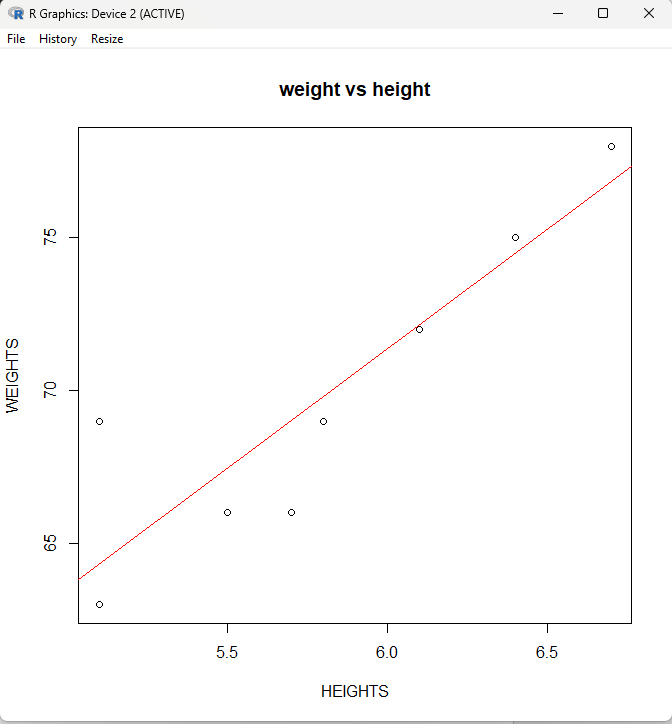 R Graphics: Device 2 (ACTIVE)
File History Resize
weight vs height
75
70
65
WEIGHTS
5.5 6.0 6.5
HEIGHTS